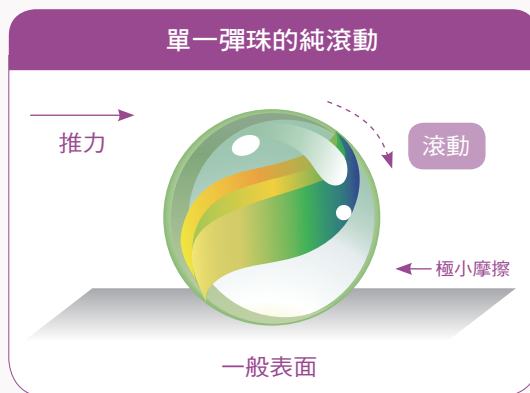 單一彈珠的純滾動
推力
滾動
極小摩擦
一般表面